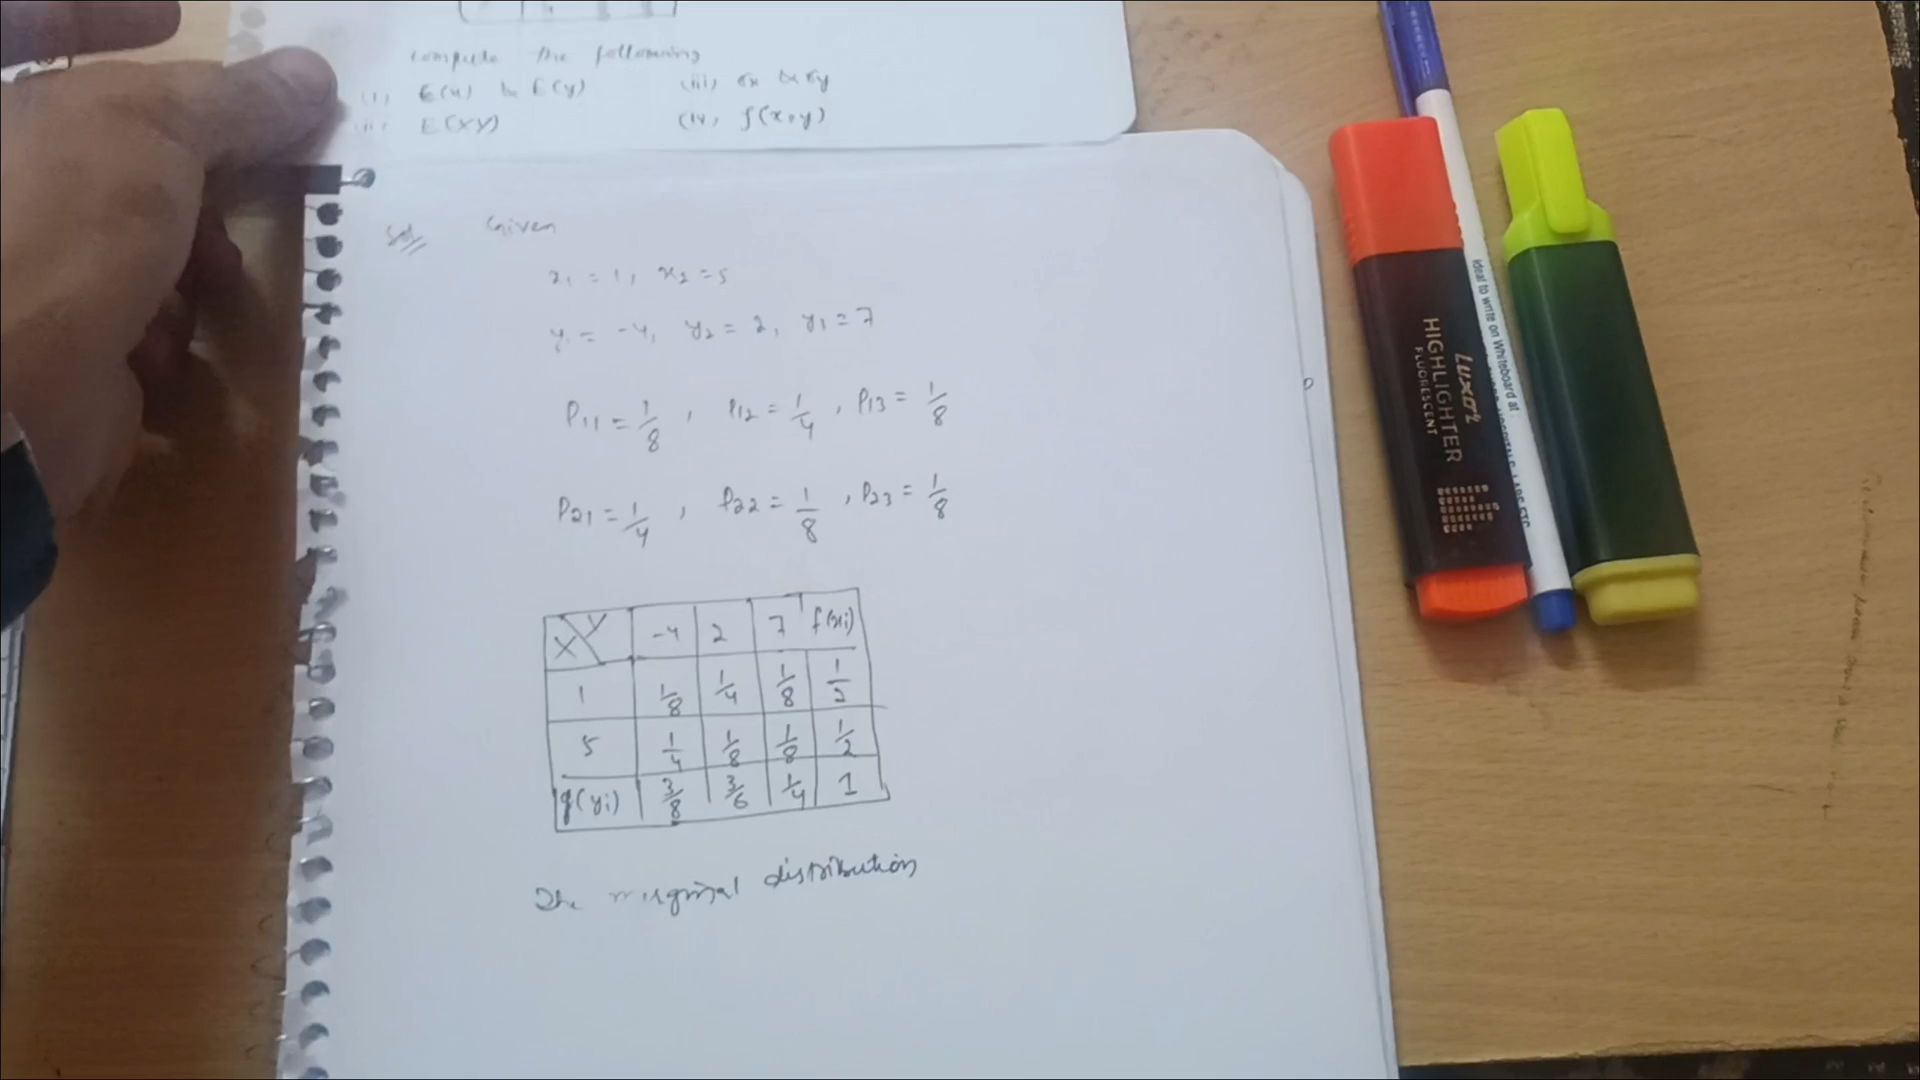 compute the following
(i) E(x) & E(y) (iii) σx & σy
E(XY) (iv) f(x,y)
Sol Given
x₁ = 1, x₂ = 5
y₁ = -4, y₂ = 2, y₁ = 7
P₁₁ = 1/8, P₁₂ = 1/4, P₁₃ = 1/8
P₂₁ = 1/4, P₂₂ = 1/8, P₂₃ = 1/8
X Y -4 2 7 f(xi)
1 1/8 1/4 1/8 1/2
5 1/4 1/8 1/8 1/2
g(yi) 3/8 3/6 1/4 1
The marginal distribution
LUXOR
HIGHLIGHTER
FLUORESCENT
Ideal to write on Whiteboard at